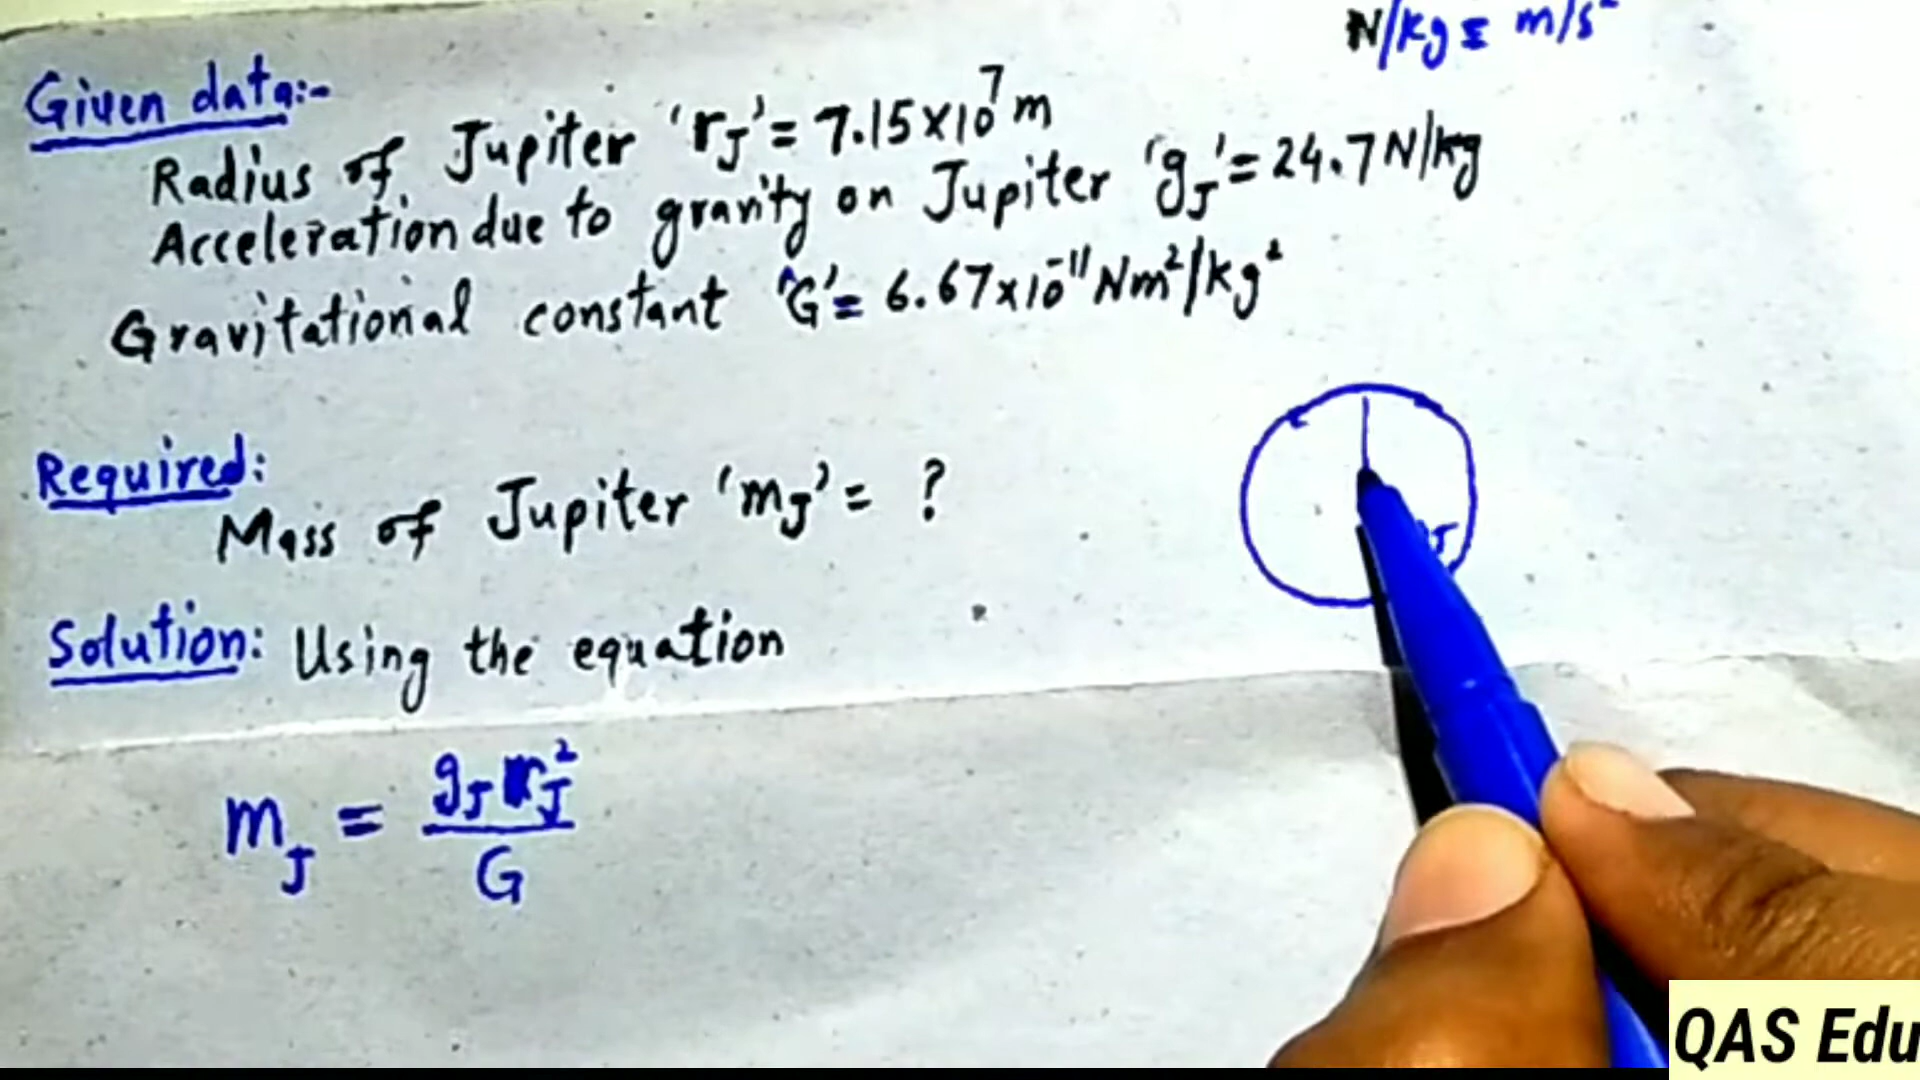 N/kg = m/s²
Given data:-
Radius of Jupiter 'rJ' = 7.15×10⁷ m
Acceleration due to gravity on Jupiter 'gJ' = 24.7 N/kg
Gravitational constant 'G' = 6.67×10⁻¹¹ Nm²/kg²
Required:
Mass of Jupiter 'mJ' = ?
Solution: Using the equation
mJ = gJ rJ² / G
QAS Edu